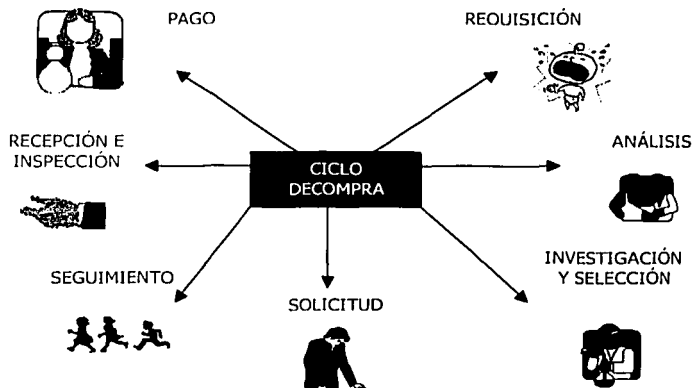 PAGO
REQUISICIÓN
RECEPCIÓN E
INSPECCIÓN
CICLO
DECOMPRA
ANÁLISIS
SEGUIMIENTO
INVESTIGACIÓN
Y SELECCIÓN
SOLICITUD